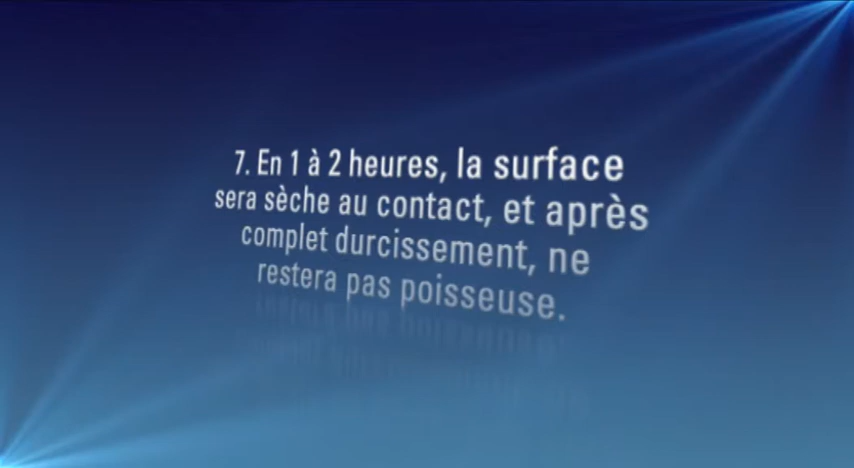 7. En 1 à 2 heures, la surface
sera sèche au contact, et après
complet durcissement, ne
restera pas poisseuse.